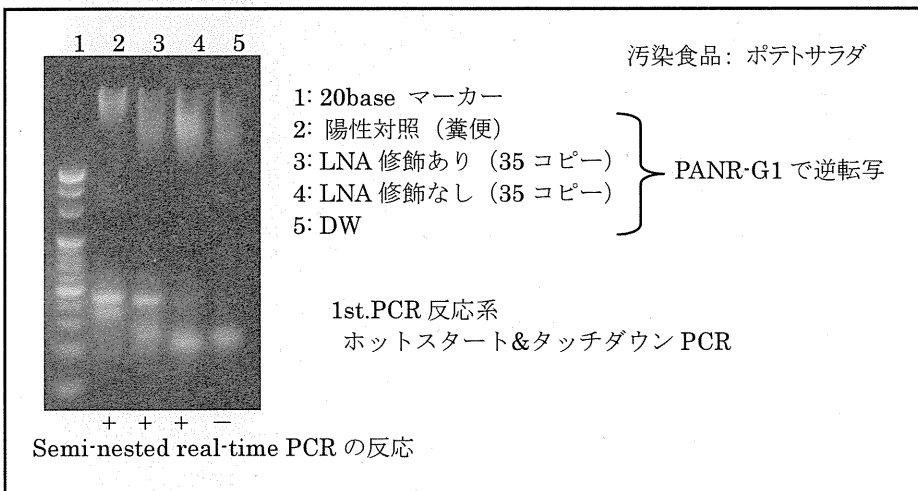 1 2 3 4 5
汚染食品: ポテトサラダ
1: 20base マーカー
2: 陽性対照（糞便）
3: LNA 修飾あり（35 コピー）
4: LNA 修飾なし（35 コピー）
5: DW
PANR-G1 で逆転写
1st.PCR 反応系
ホットスタート&タッチダウン PCR
+ + + −
Semi-nested real-time PCR の反応